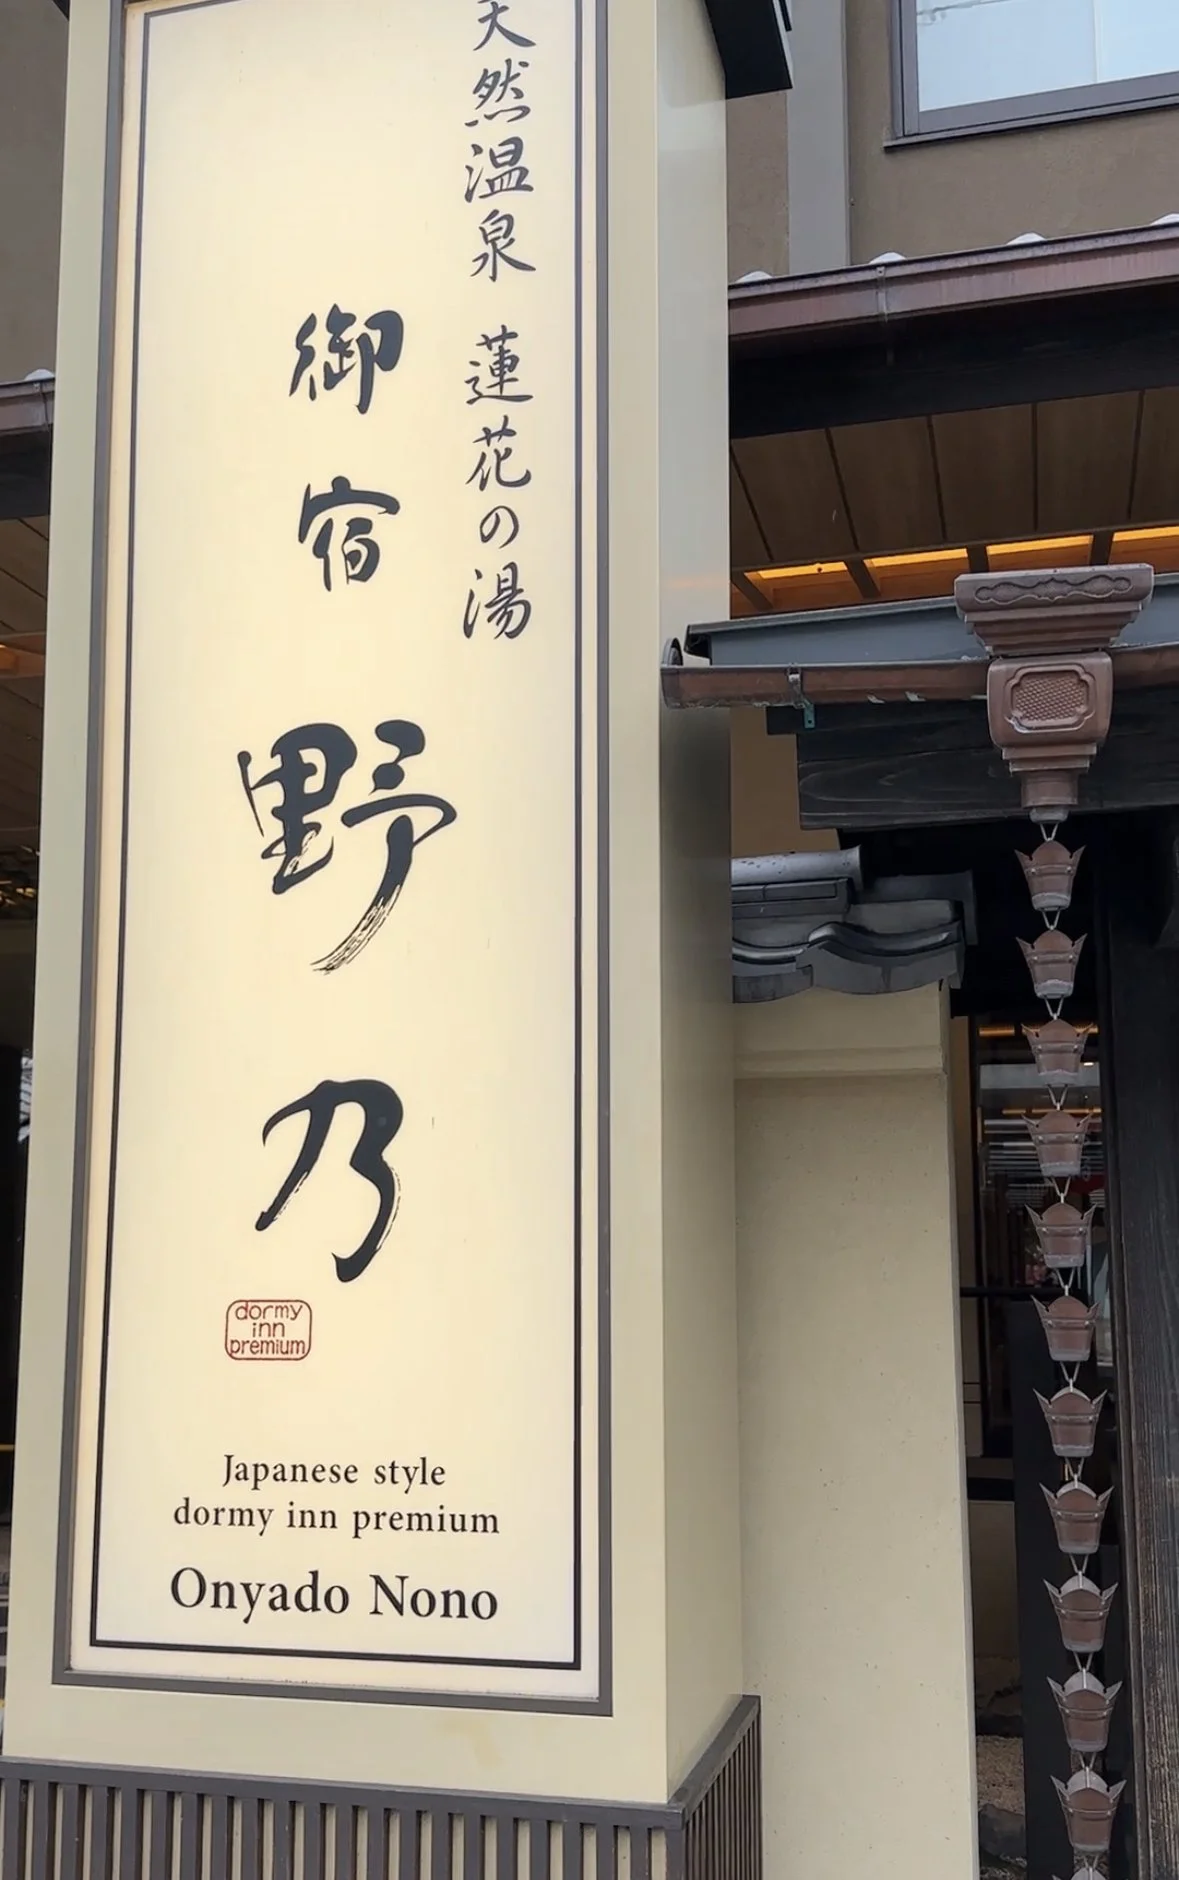 天然温泉 蓮花の湯
御宿 野乃
dormy
inn
premium
Japanese style
dormy inn premium
Onyado Nono